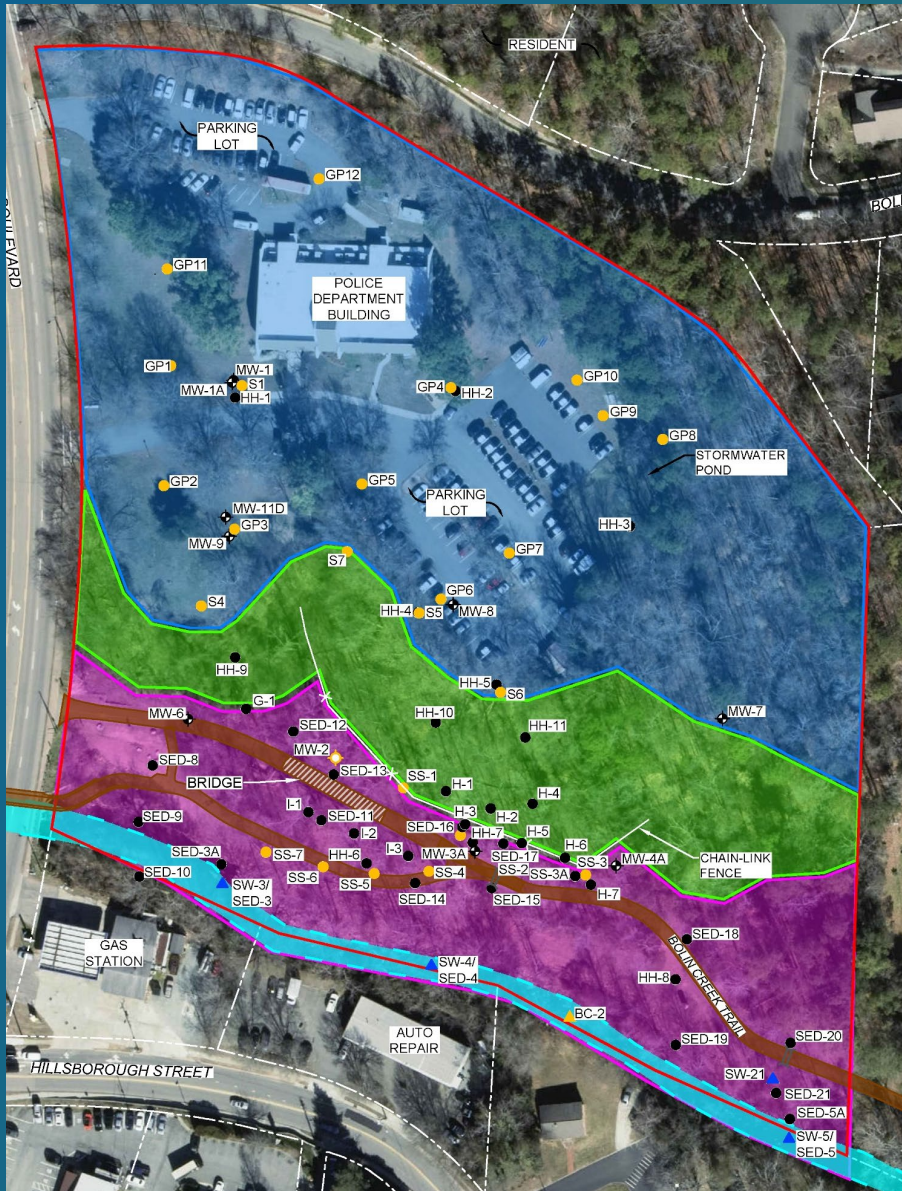 RESIDENT
PARKING
LOT
GP12
BOULEVARD
GP11
POLICE
DEPARTMENT
BUILDING
GP1
MW-1
S1
MW-1A
HH-1
GP4
HH-2
GP10
GP9
GP8
STORMWATER
POND
GP2
GP5
PARKING
LOT
MW-11D
GP3
MW-9
HH-3
GP7
S7
S4
GP6
HH-4
S5
MW-8
HH-9
HH-5
S6
G-1
MW-6
HH-10
HH-11
MW-7
SED-12
MW-2
SED-8
BRIDGE
SED-13
SS-1
H-1
H-4
H-2
I-1
SED-11
H-3
SED-9
I-2
SED-16
HH-7
H-5
H-6
SED-3A
SS-7
HH-6
I-3
MW-3A
SED-17
SS-2
SS-3
MW-4A
CHAIN-LINK
FENCE
SED-10
SS-6
SS-5
SS-4
SS-3A
SW-3/
SED-3
SED-14
SED-15
H-7
GAS
STATION
SED-18
SW-4/
SED-4
HH-8
BOLIN CREEK TRAIL
BC-2
AUTO
REPAIR
SED-19
SED-20
HILLSBOROUGH STREET
SW-21
SED-21
SED-5A
SW-5/
SED-5